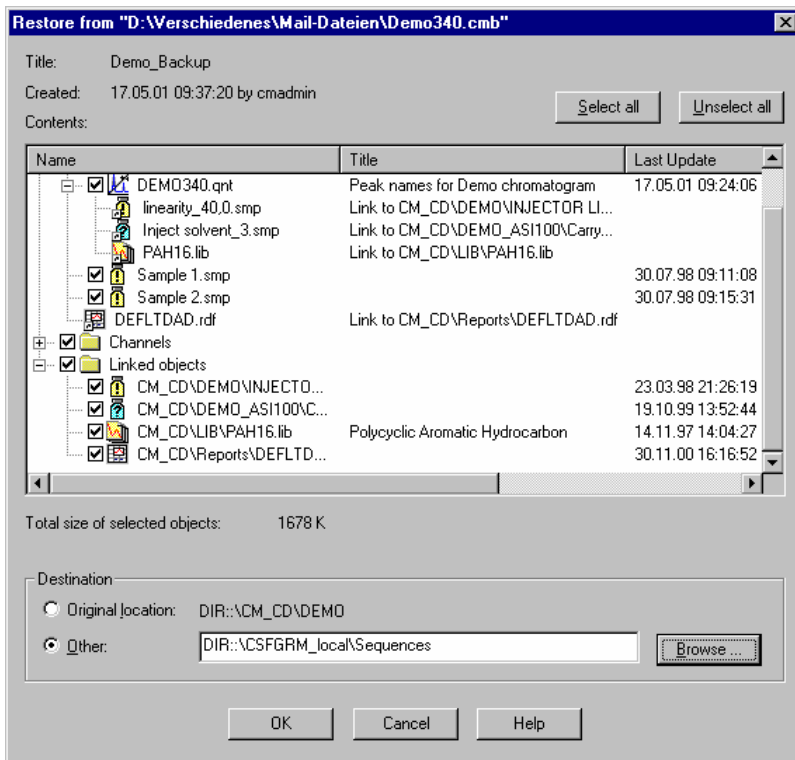 Restore from "D:\Verschiedenes\Mail-Dateien\Demo340.cmb"
Title: Demo_Backup
Created: 17.05.01 09:37:20 by cmadmin
Select all Unselect all
Contents:
Name Title Last Update
DEMO340.qnt Peak names for Demo chromatogram 17.05.01 09:24:06
linearity_40,0.smp Link to CM_CD\DEMO\INJECTOR LI...
Inject solvent_3.smp Link to CM_CD\DEMO_ASI100\Carry...
PAH16.lib Link to CM_CD\LIB\PAH16.lib
Sample 1.smp 30.07.98 09:11:08
Sample 2.smp 30.07.98 09:15:31
DEFLTDAD.rdf Link to CM_CD\Reports\DEFLTDAD.rdf
Channels
Linked objects
CM_CD\DEMO\INJECTO... 23.03.98 21:26:19
CM_CD\DEMO_ASI100\C... 19.10.99 13:52:44
CM_CD\LIB\PAH16.lib Polycyclic Aromatic Hydrocarbon 14.11.97 14:04:27
CM_CD\Reports\DEFLTD... 30.11.00 16:16:52
Total size of selected objects: 1678 K
Destination
Original location: DIR::\CM_CD\DEMO
Other: DIR::\CSFGRM_local\Sequences Browse ...
OK Cancel Help